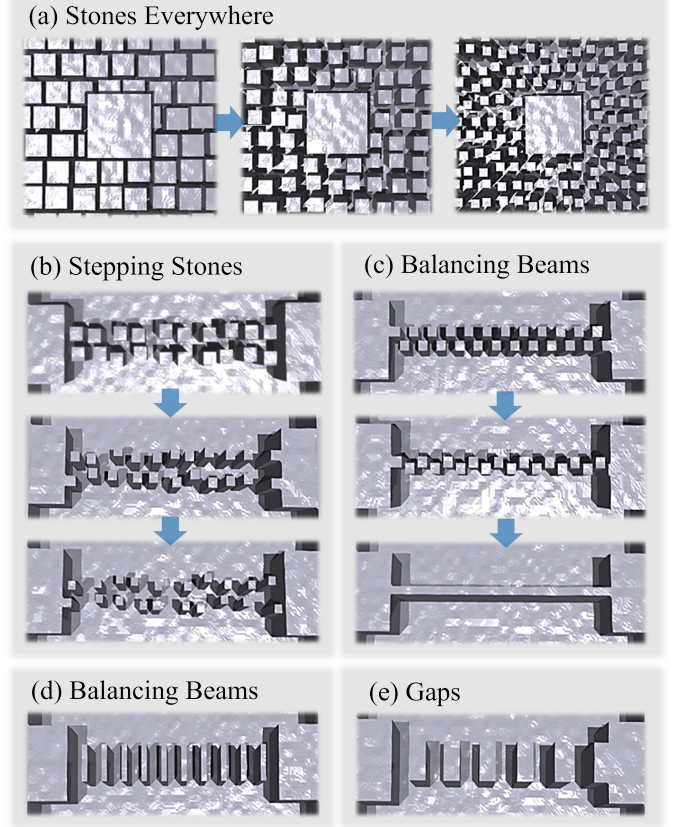 (a) Stones Everywhere
(b) Stepping Stones
(c) Balancing Beams
(d) Balancing Beams
(e) Gaps